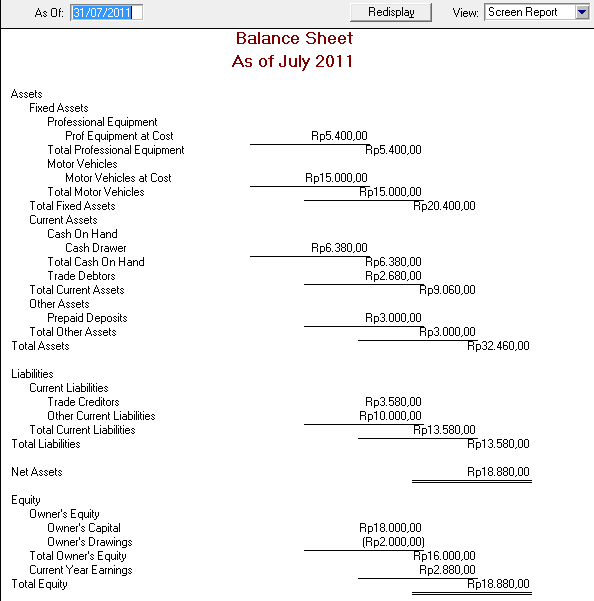 As Of: 31/07/2011 Redisplay View: Screen Report
Balance Sheet
As of July 2011
Assets
Fixed Assets
Professional Equipment
Prof Equipment at Cost Rp5.400,00
Total Professional Equipment Rp5.400,00
Motor Vehicles
Motor Vehicles at Cost Rp15.000,00
Total Motor Vehicles Rp15.000,00
Total Fixed Assets Rp20.400,00
Current Assets
Cash On Hand
Cash Drawer Rp6.380,00
Total Cash On Hand Rp6.380,00
Trade Debtors Rp2.680,00
Total Current Assets Rp9.060,00
Other Assets
Prepaid Deposits Rp3.000,00
Total Other Assets Rp3.000,00
Total Assets Rp32.460,00
Liabilities
Current Liabilities
Trade Creditors Rp3.580,00
Other Current Liabilities Rp10.000,00
Total Current Liabilities Rp13.580,00
Total Liabilities Rp13.580,00
Net Assets Rp18.880,00
Equity
Owner's Equity
Owner's Capital Rp18.000,00
Owner's Drawings (Rp2.000,00)
Total Owner's Equity Rp16.000,00
Current Year Earnings Rp2.880,00
Total Equity Rp18.880,00